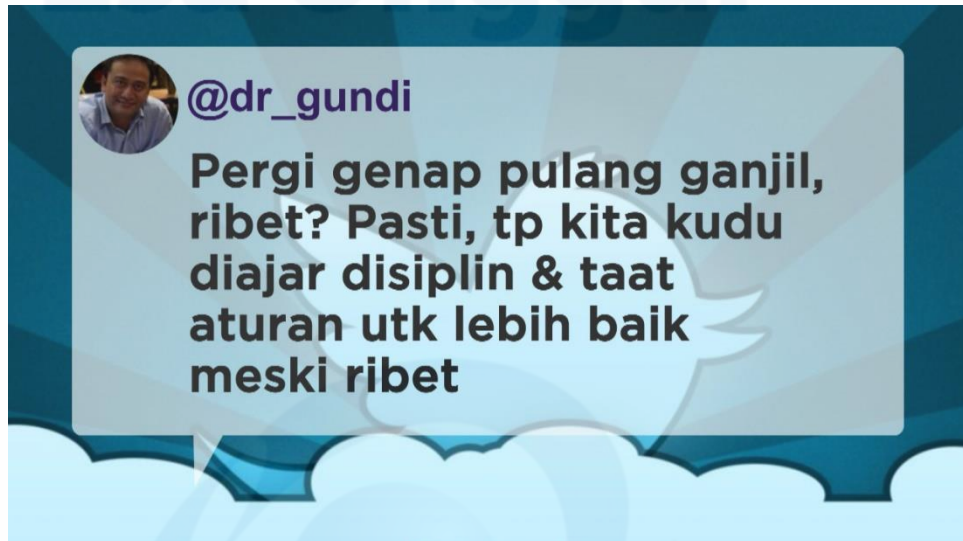 @dr_gundi
Pergi genap pulang ganjil,
ribet? Pasti, tp kita kudu
diajar disiplin & taat
aturan utk lebih baik
meski ribet